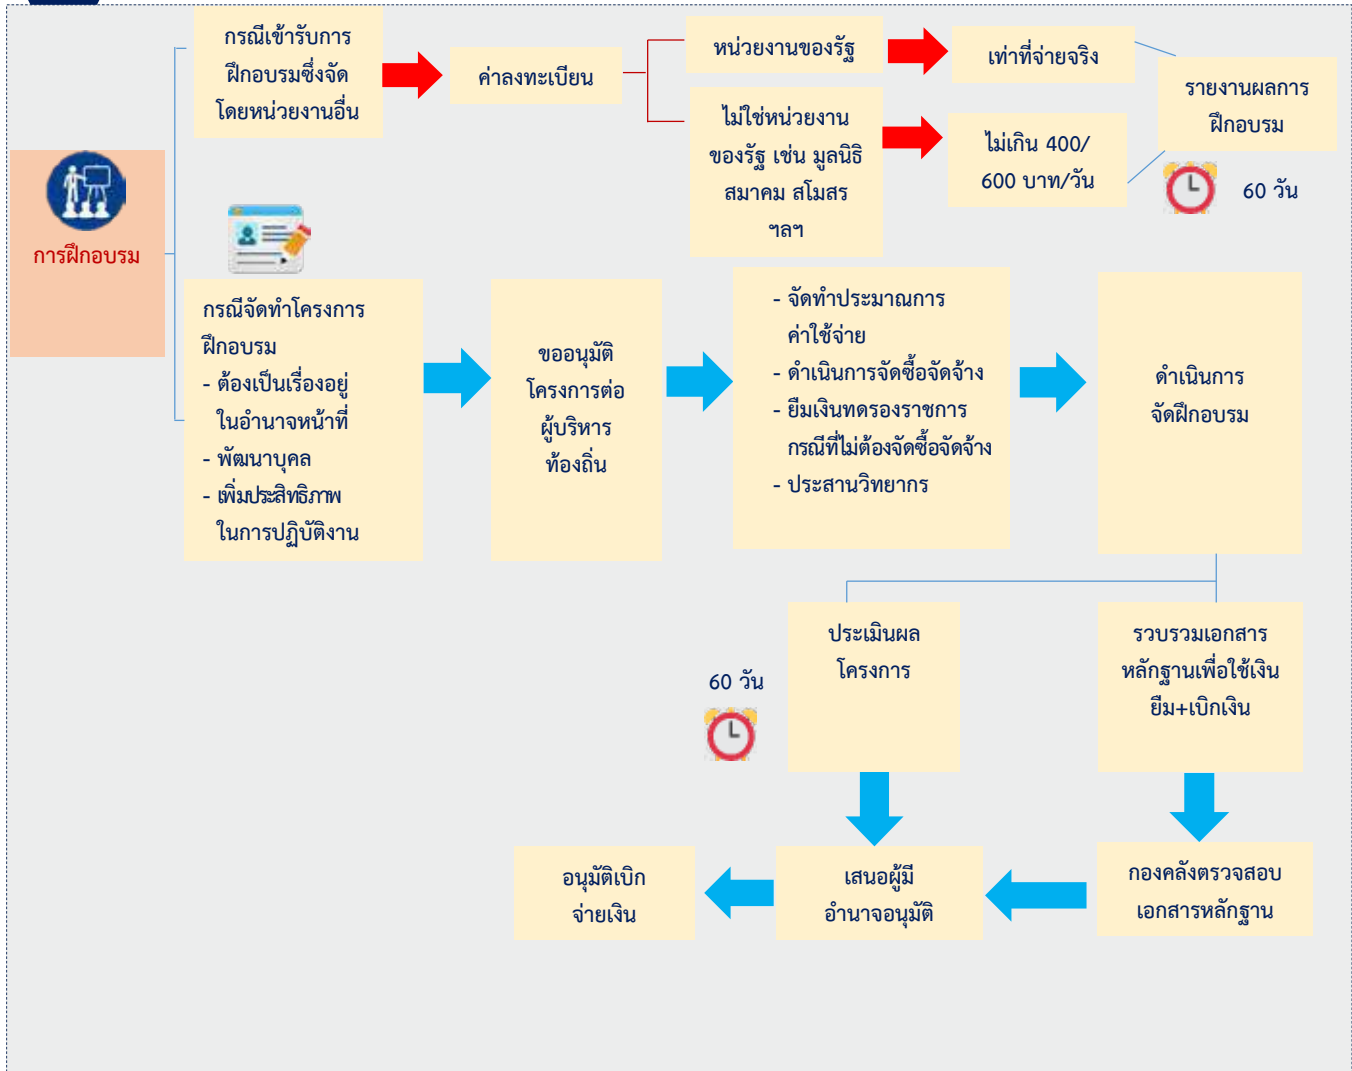 กรณีเข้ารับการ
ฝึกอบรมซึ่งจัด
โดยหน่วยงานอื่น
ค่าลงทะเบียน
หน่วยงานของรัฐ
เท่าที่จ่ายจริง
ไม่ใช่หน่วยงาน
ของรัฐ เช่น มูลนิธิ
สมาคม สโมสร
ฯลฯ
ไม่เกิน 400/
600 บาท/วัน
รายงานผลการ
ฝึกอบรม
60 วัน
การฝึกอบรม
กรณีจัดทำโครงการ
ฝึกอบรม
- ต้องเป็นเรื่องอยู่
ในอำนาจหน้าที่
- พัฒนาบุคล
- เพิ่มประสิทธิภาพ
ในการปฏิบัติงาน
ขออนุมัติ
โครงการต่อ
ผู้บริหาร
ท้องถิ่น
- จัดทำประมาณการ
ค่าใช้จ่าย
- ดำเนินการจัดซื้อจัดจ้าง
- ยืมเงินทดรองราชการ
กรณีที่ไม่ต้องจัดซื้อจัดจ้าง
- ประสานวิทยากร
ดำเนินการ
จัดฝึกอบรม
ประเมินผล
โครงการ
60 วัน
รวบรวมเอกสาร
หลักฐานเพื่อใช้เงิน
ยืม+เบิกเงิน
กองคลังตรวจสอบ
เอกสารหลักฐาน
เสนอผู้มี
อำนาจอนุมัติ
อนุมัติเบิก
จ่ายเงิน